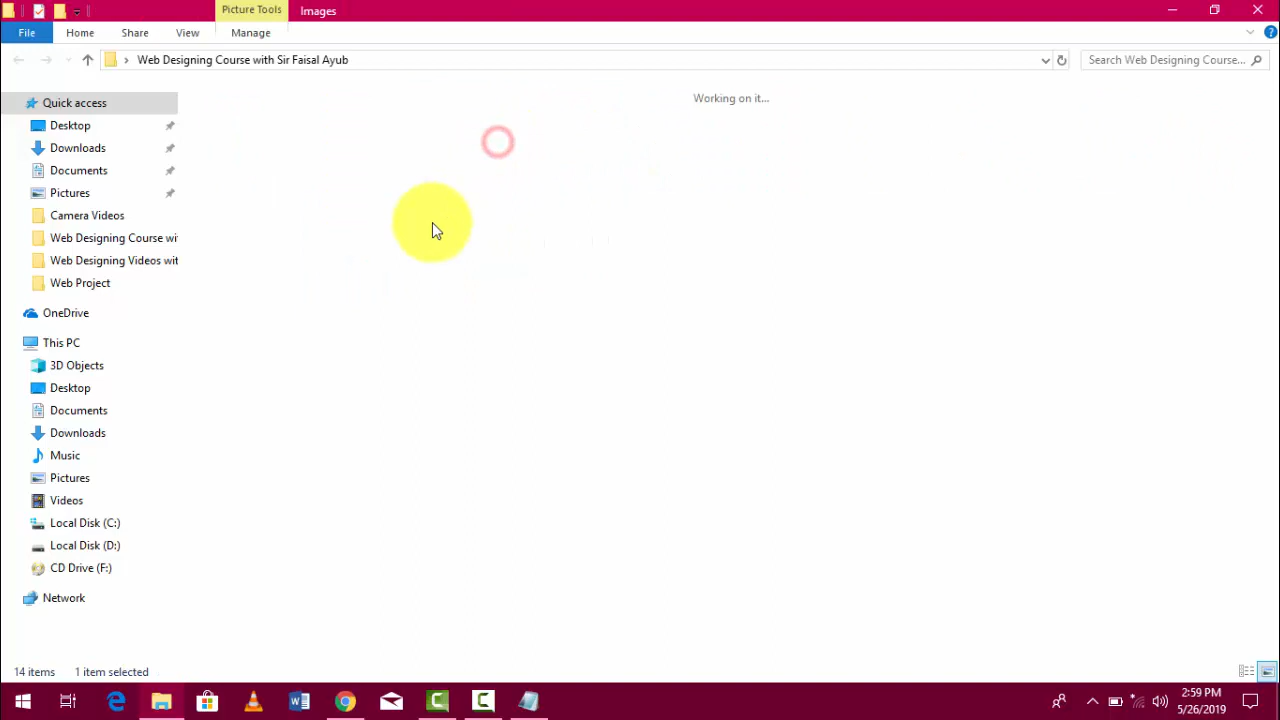 Picture Tools
Images
File
Home
Share
View
Manage
Web Designing Course with Sir Faisal Ayub
Search Web Designing Course...
Quick access
Working on it...
Desktop
Downloads
Documents
Pictures
Camera Videos
Web Designing Course wi
Web Designing Videos wit
Web Project
OneDrive
This PC
3D Objects
Desktop
Documents
Downloads
Music
Pictures
Videos
Local Disk (C:)
Local Disk (D:)
CD Drive (F:)
Network
14 items
1 item selected
2:59 PM
5/26/2019